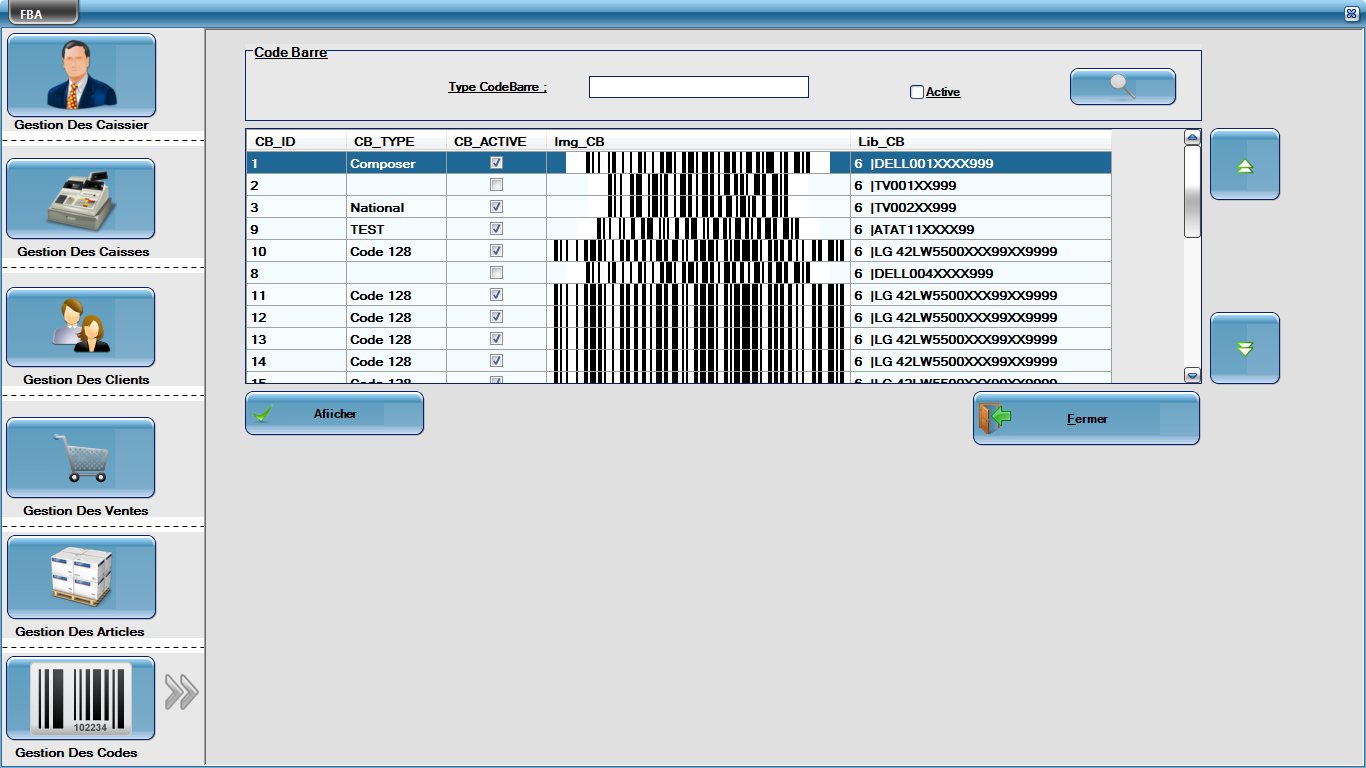 FBA
Gestion Des Caissier
Gestion Des Caisses
Gestion Des Clients
Gestion Des Ventes
Gestion Des Articles
102234
Gestion Des Codes
Code Barre
Type CodeBarre :
Active
CB_ID CB_TYPE CB_ACTIVE Img_CB Lib_CB
1 Composer 6 |DELL001XXXX999
2 6 |TV001XX999
3 National 6 |TV002XX999
9 TEST 6 |ATAT11XXXX99
10 Code 128 6 |LG 42LW5500XXX99XX9999
8 6 |DELL004XXXX999
11 Code 128 6 |LG 42LW5500XXX99XX9999
12 Code 128 6 |LG 42LW5500XXX99XX9999
13 Code 128 6 |LG 42LW5500XXX99XX9999
14 Code 128 6 |LG 42LW5500XXX99XX9999
15 Code 128 6 |LG 42LW5500XXX99XX9999
Afiicher
Fermer